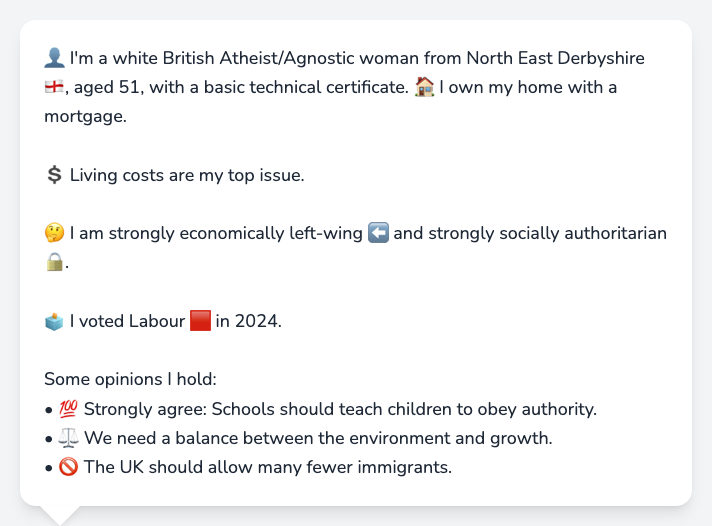 👤 I'm a white British Atheist/Agnostic woman from North East Derbyshire
🏴󠁧󠁢󠁥󠁮󠁧󠁿, aged 51, with a basic technical certificate. 🏠 I own my home with a
mortgage.
💲 Living costs are my top issue.
🤔 I am strongly economically left-wing ⬅️ and strongly socially authoritarian
🔒.
🗳️ I voted Labour 🟥 in 2024.
Some opinions I hold:
• 💯 Strongly agree: Schools should teach children to obey authority.
• ⚖️ We need a balance between the environment and growth.
• 🚫 The UK should allow many fewer immigrants.